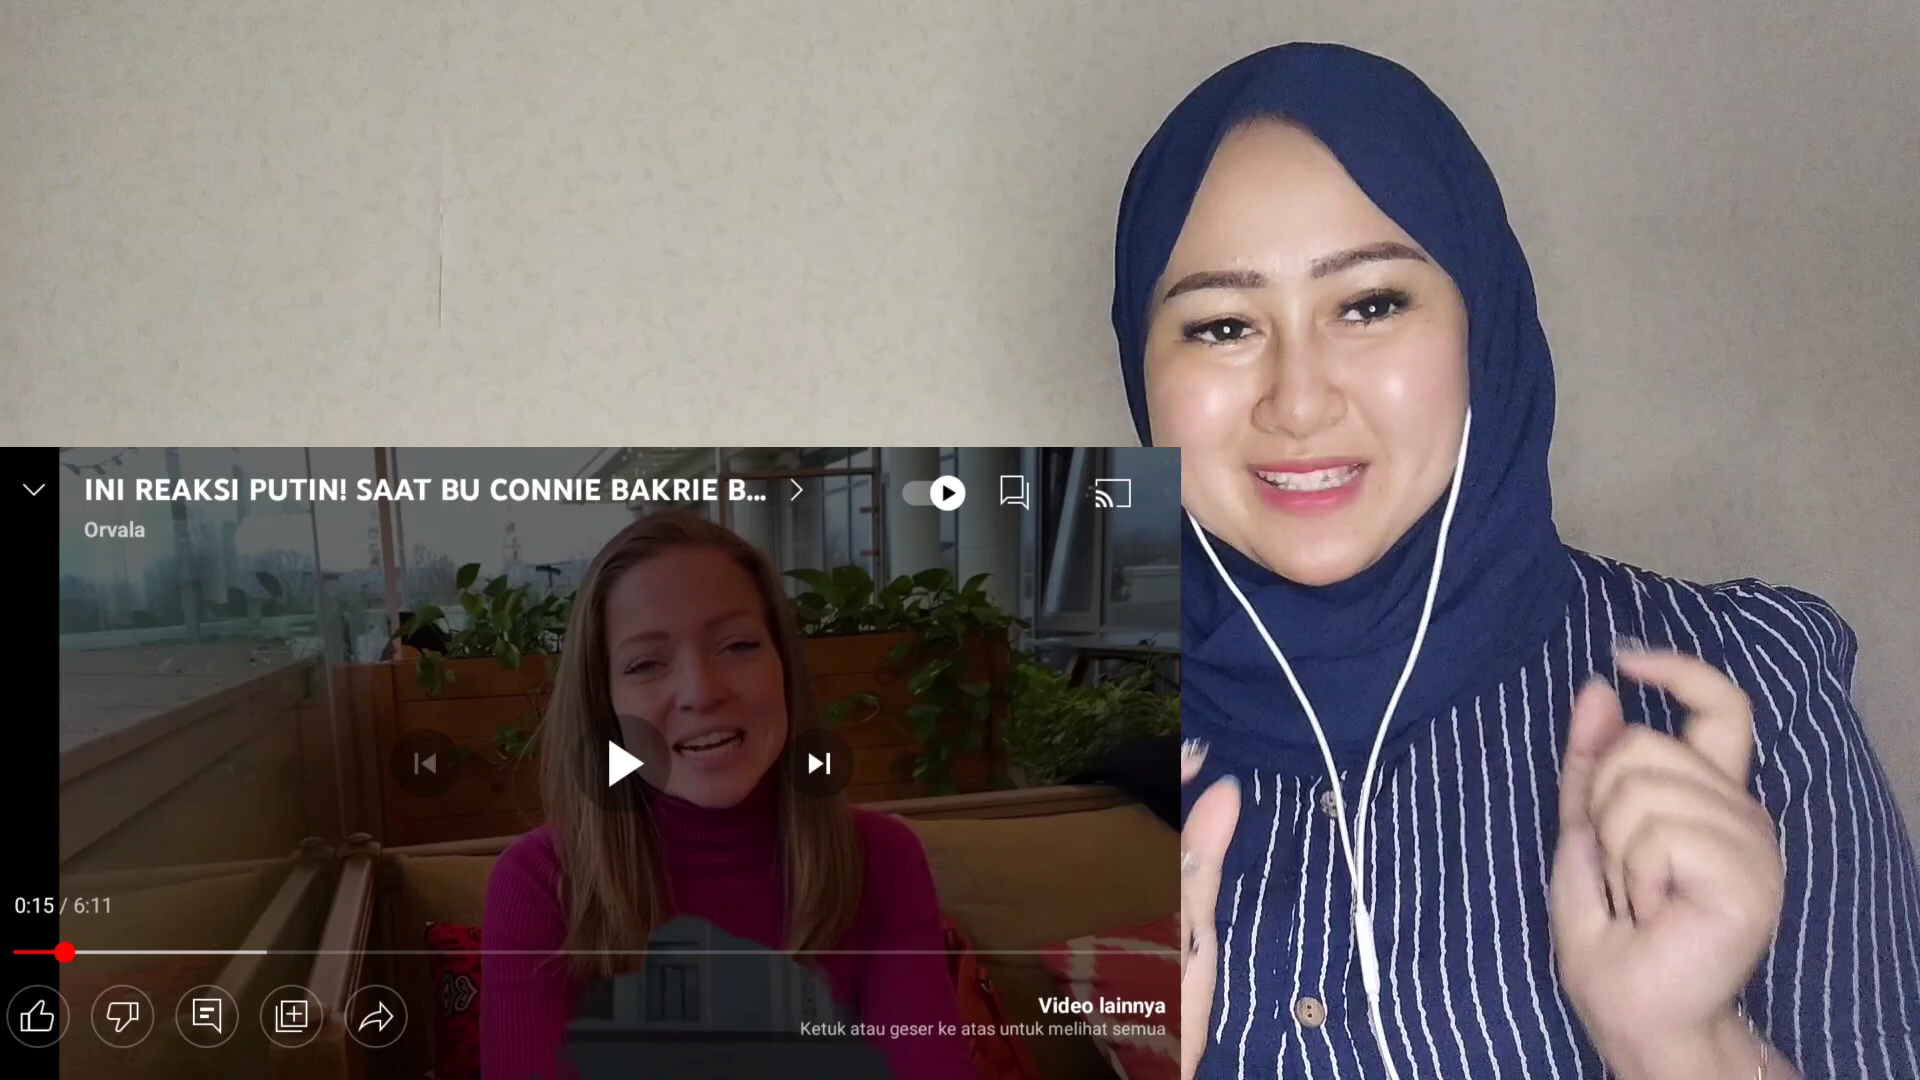 INI REAKSI PUTIN! SAAT BU CONNIE BAKRIE B...
Orvala
0:15 / 6:11
Video lainnya
Ketuk atau geser ke atas untuk melihat semua